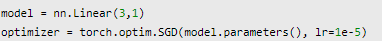 model = nn.Linear(3,1)
optimizer = torch.optim.SGD(model.parameters(), lr=1e-5)